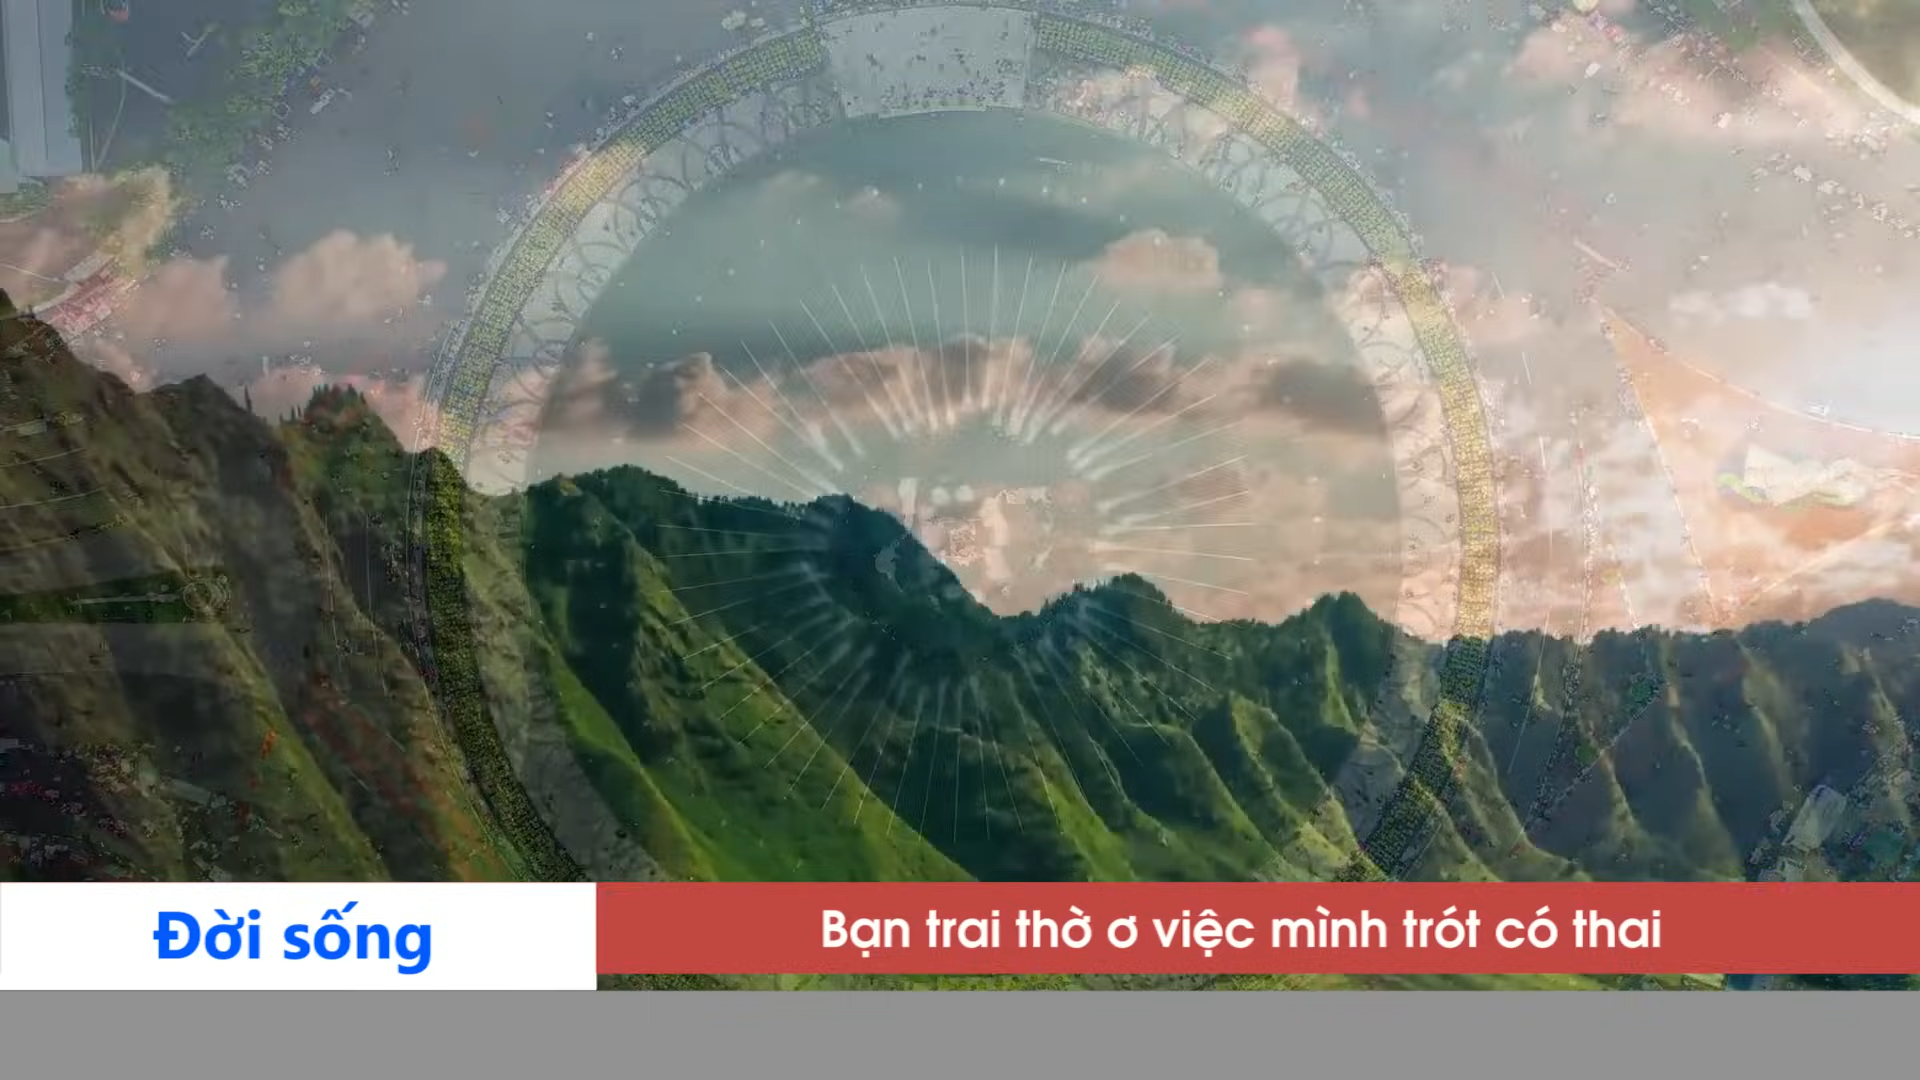 Đời sống
Bạn trai thờ ơ việc mình trót có thai